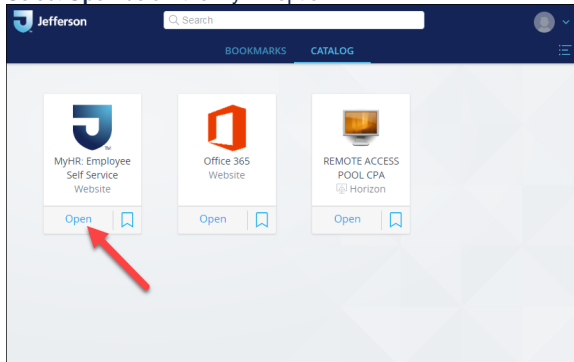 Jefferson
Search
BOOKMARKS CATALOG
MyHR: Employee
Self Service
Website
Open
Office 365
Website
Open
REMOTE ACCESS
POOL CPA
Horizon
Open